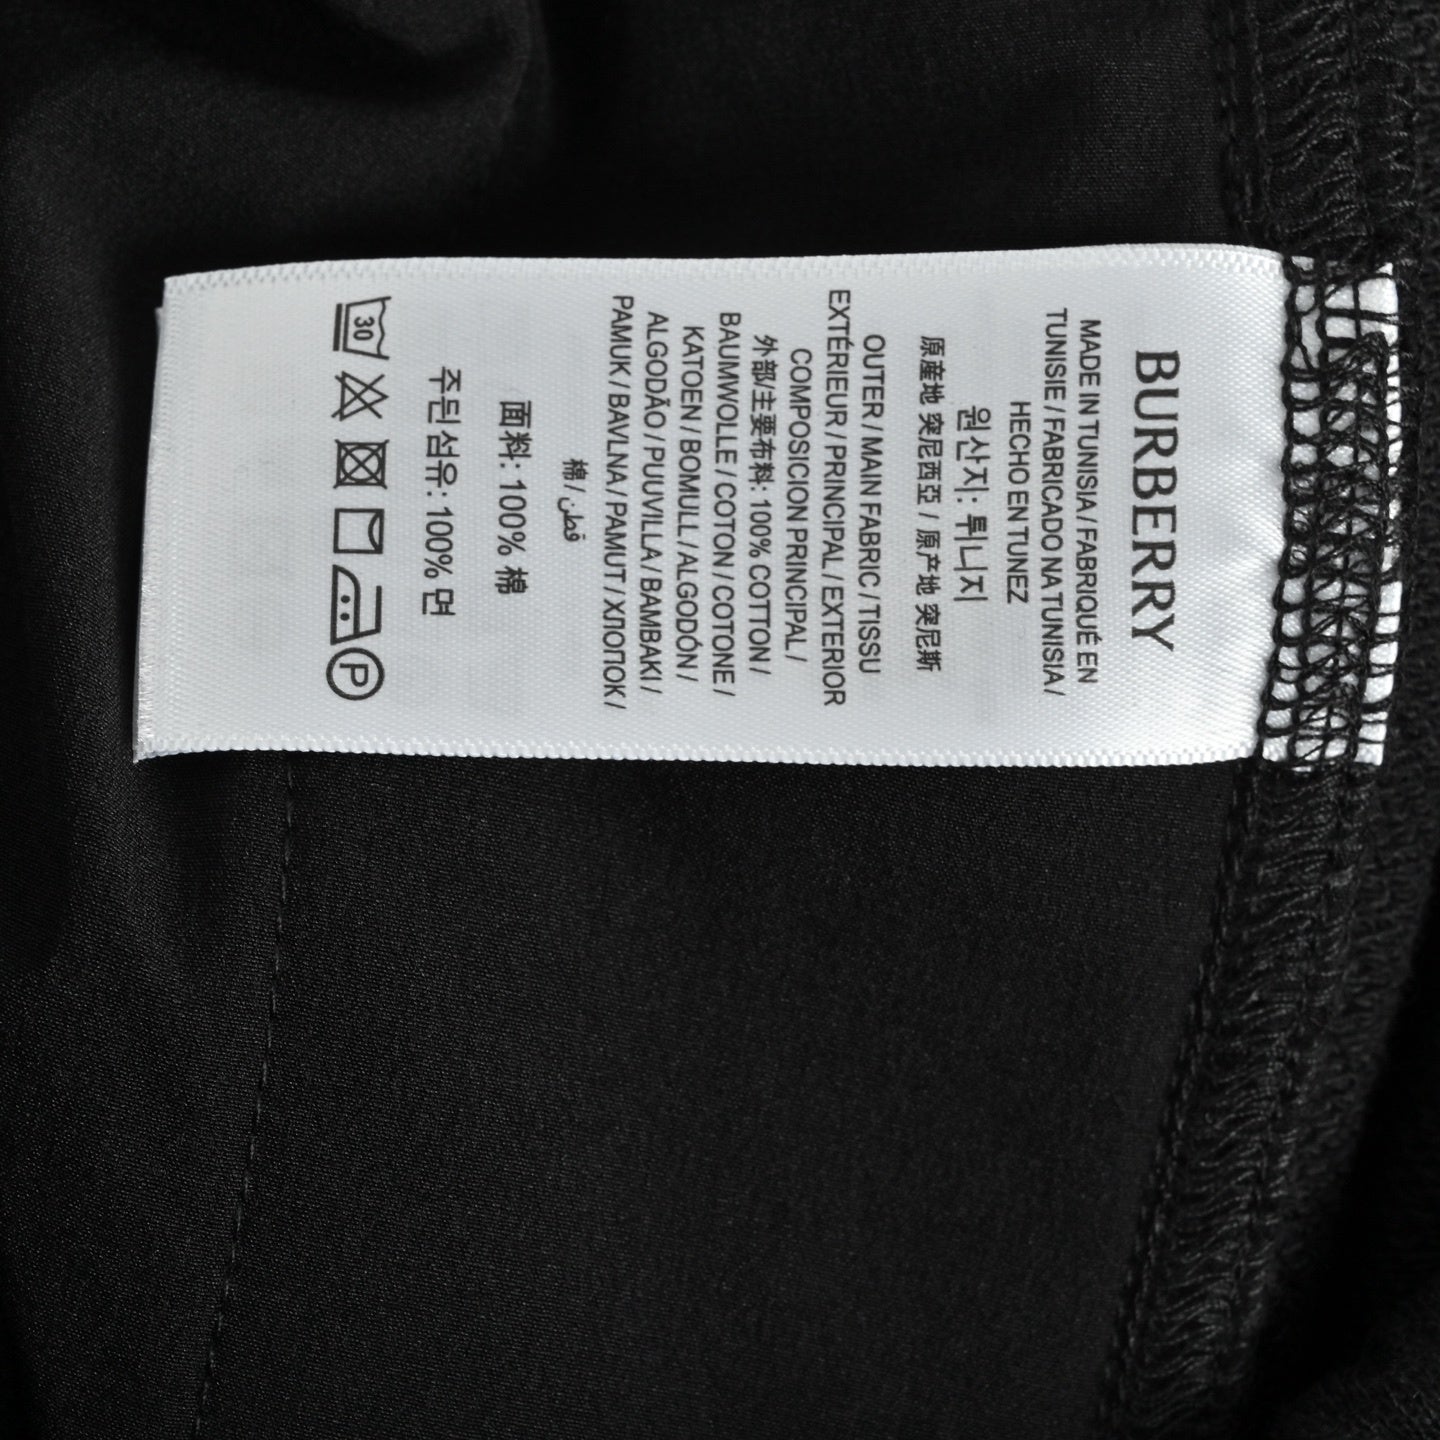 BURBERRY
MADE IN TUNISIA / FABRIQUÉ EN
TUNISIE / FABRICADO NA TUNISIA /
HECHO EN TUNEZ
원산지: 튀니지
原產地 突尼西亞 / 原产地 突尼斯
OUTER / MAIN FABRIC / TISSU
EXTÉRIEUR / PRINCIPAL / EXTERIOR
COMPOSICION PRINCIPAL /
外部/主要布料: 100% COTTON /
BAUMWOLLE / COTON / COTONE /
KATOEN / BOMULL / ALGODÓN /
ALGODÃO / PUUVILLA / BAMBAKI /
PAMUK / BAVLNA / PAMUT / ХЛОПОК /
棉 / قطن
面料: 100% 棉
주된섬유: 100% 면
30
P